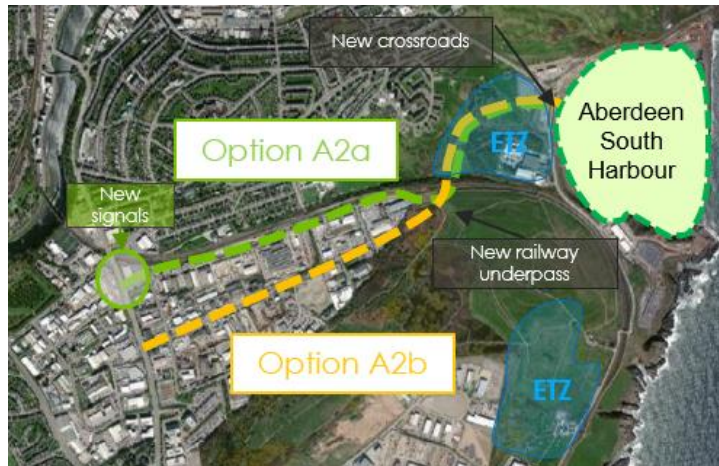 New crossroads
Aberdeen
South
Harbour
ETZ
Option A2a
New
signals
New railway
underpass
Option A2b
ETZ